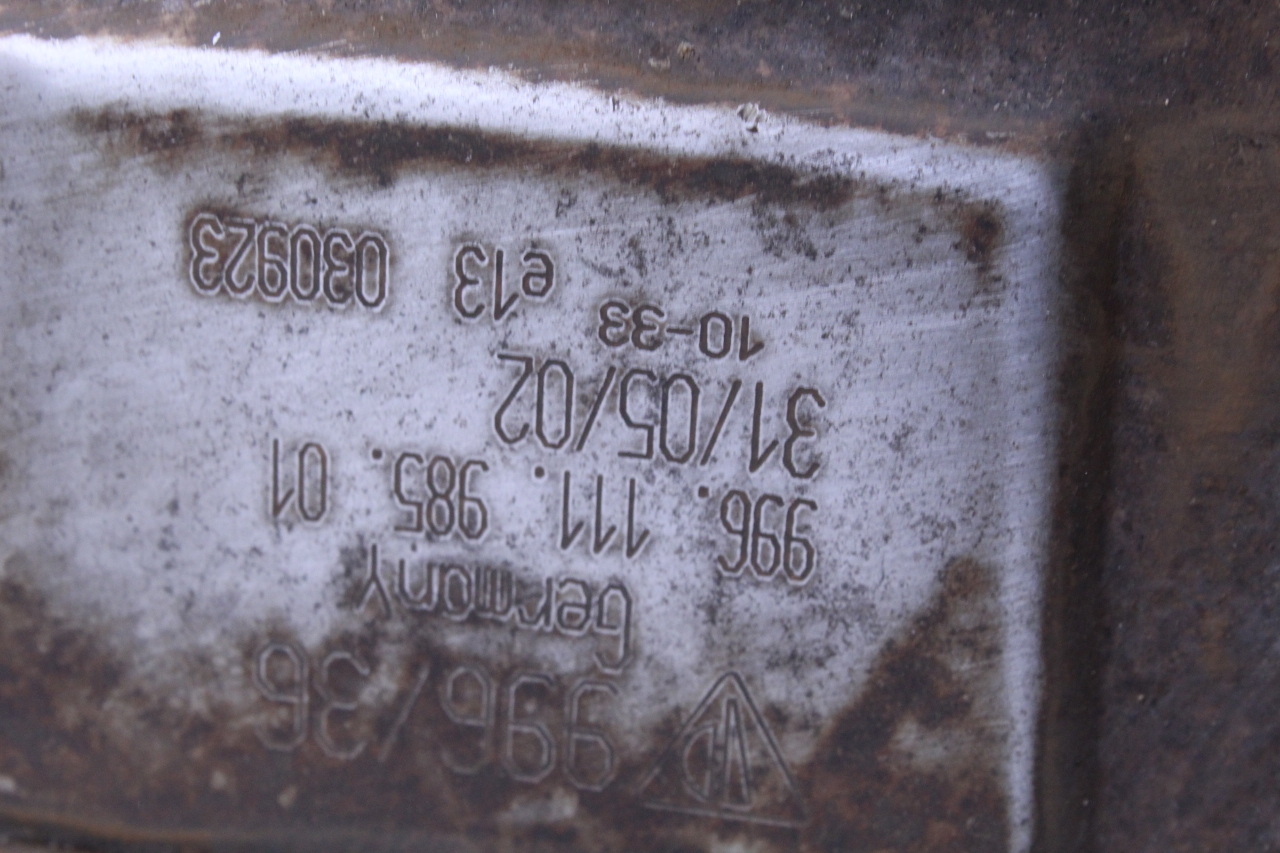 996/36
Germany
996. 111. 985. 01
31/05/02
10-33
e13 030923